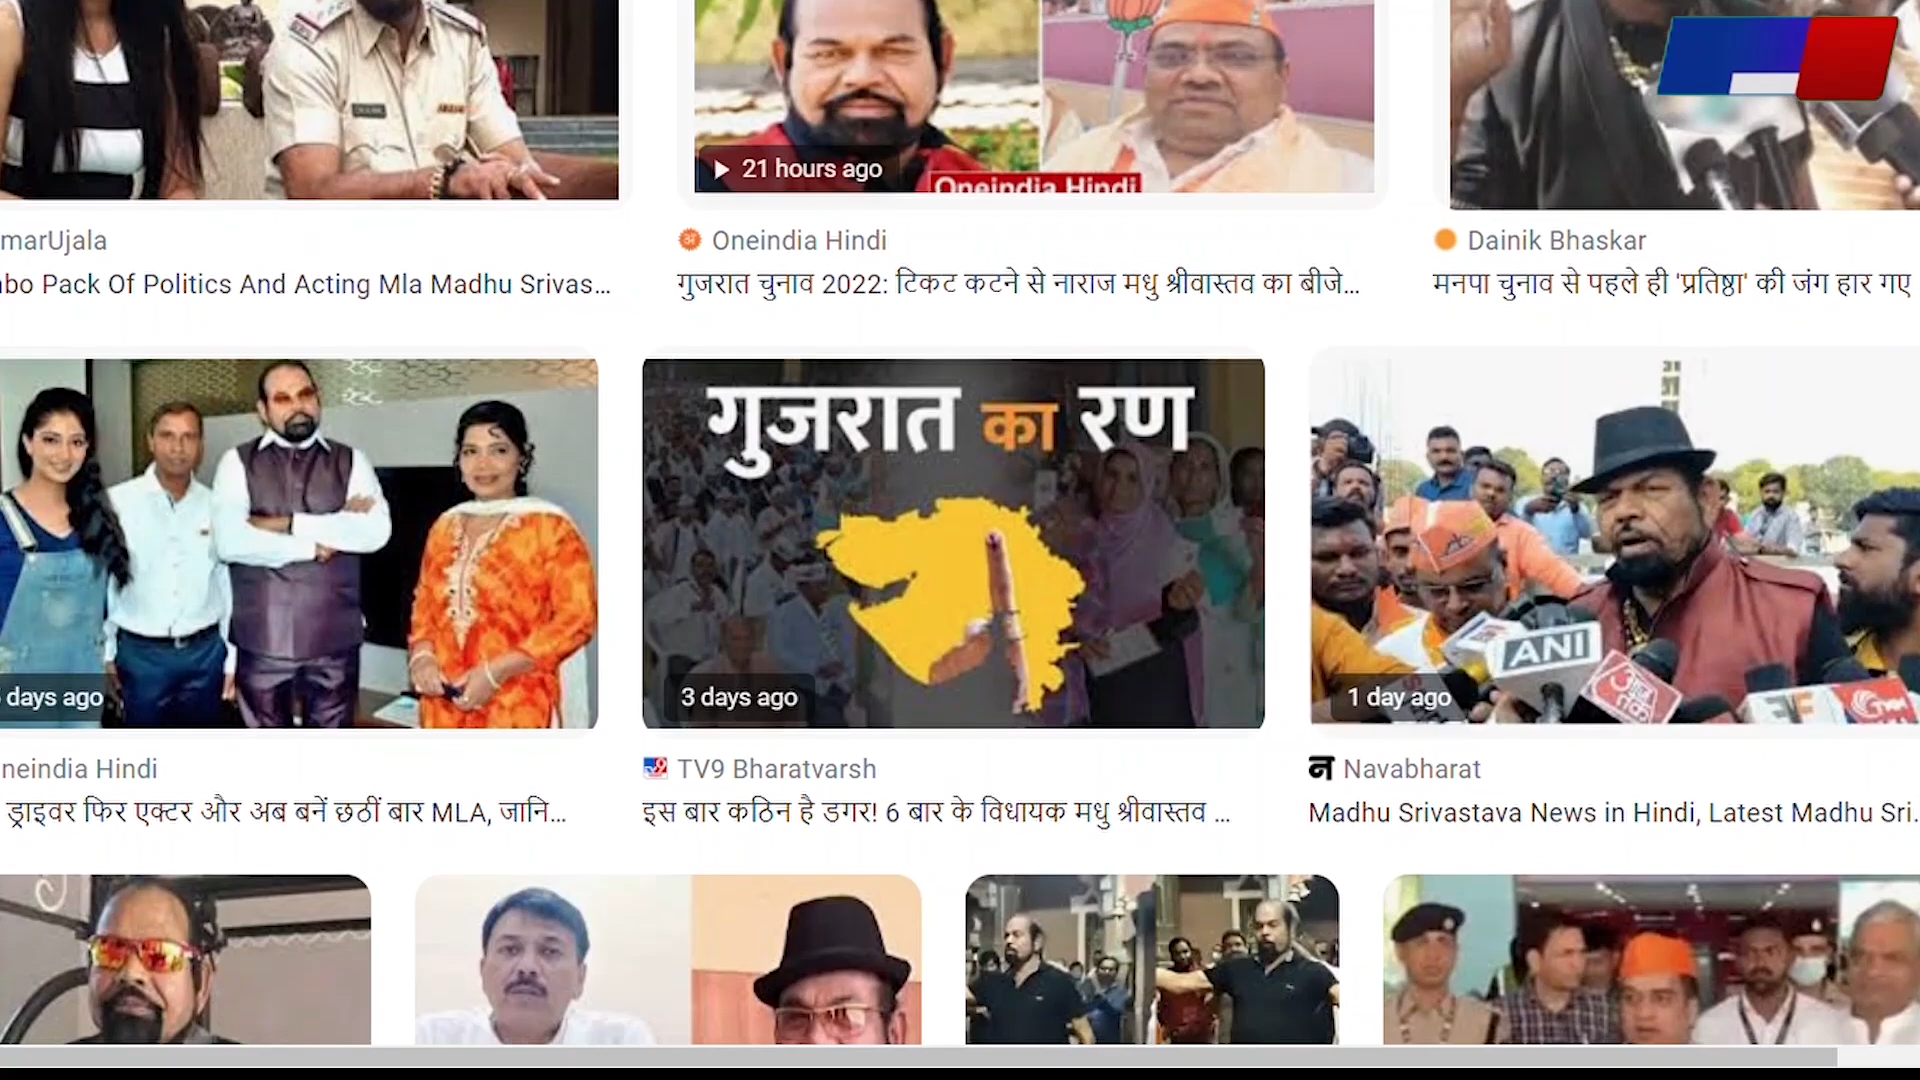 21 hours ago
Oneindia Hindi
marUjala
Oneindia Hindi
Dainik Bhaskar
bo Pack Of Politics And Acting Mla Madhu Srivas...
गुजरात चुनाव 2022: टिकट कटने से नाराज मधु श्रीवास्तव का बीजे...
मनपा चुनाव से पहले ही 'प्रतिष्ठा' की जंग हार गए
गुजरात का रण
ANI
days ago
3 days ago
1 day ago
neindia Hindi
TV9 Bharatvarsh
Navabharat
ड्राइवर फिर एक्टर और अब बनें छठीं बार MLA, जानि...
इस बार कठिन है डगर! 6 बार के विधायक मधु श्रीवास्तव ...
Madhu Srivastava News in Hindi, Latest Madhu Sri.